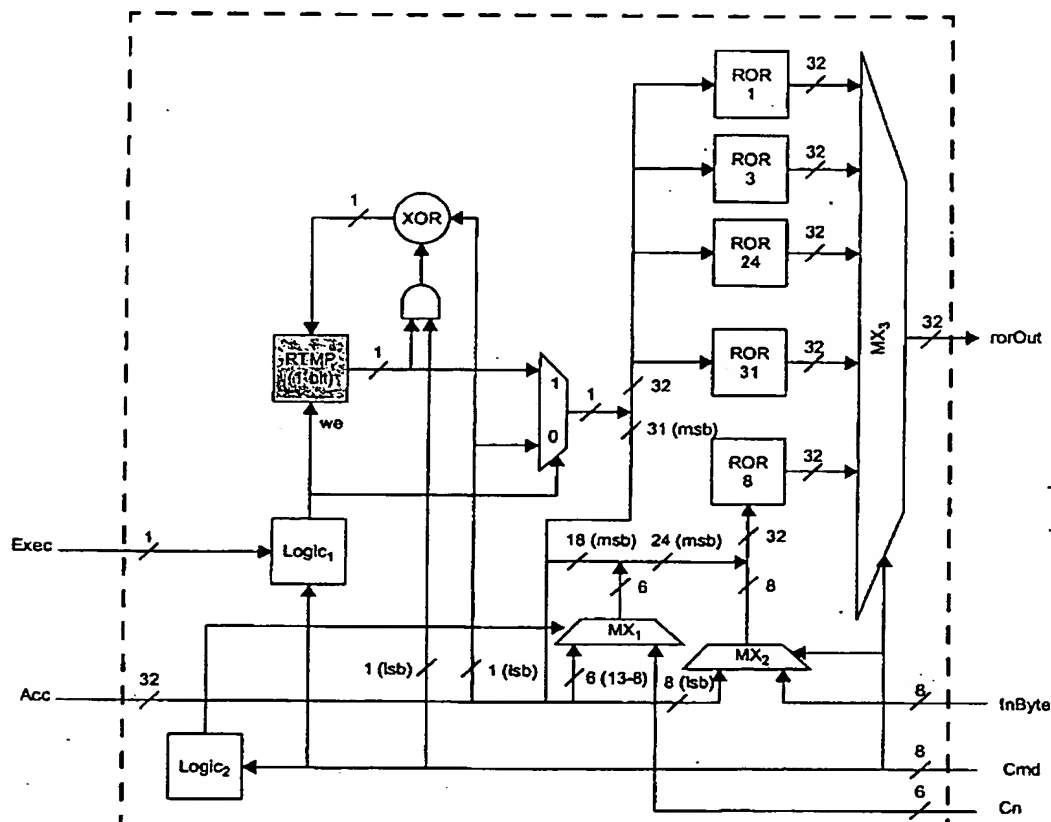 32
ROR
1
32
ROR
3
1
XOR
32
ROR
24
RTMP
(1-bit)
we
1
1
0
1
32
31 (msb)
32
ROR
31
MX3
32
rorOut
32
ROR
8
Exec
1
Logic1
18 (msb)
24 (msb)
32
6
8
MX1
MX2
1 (lsb)
1 (lsb)
6 (13-8)
8 (lsb)
Acc
32
8
fnByte
Logic2
8
Cmd
6
Cn